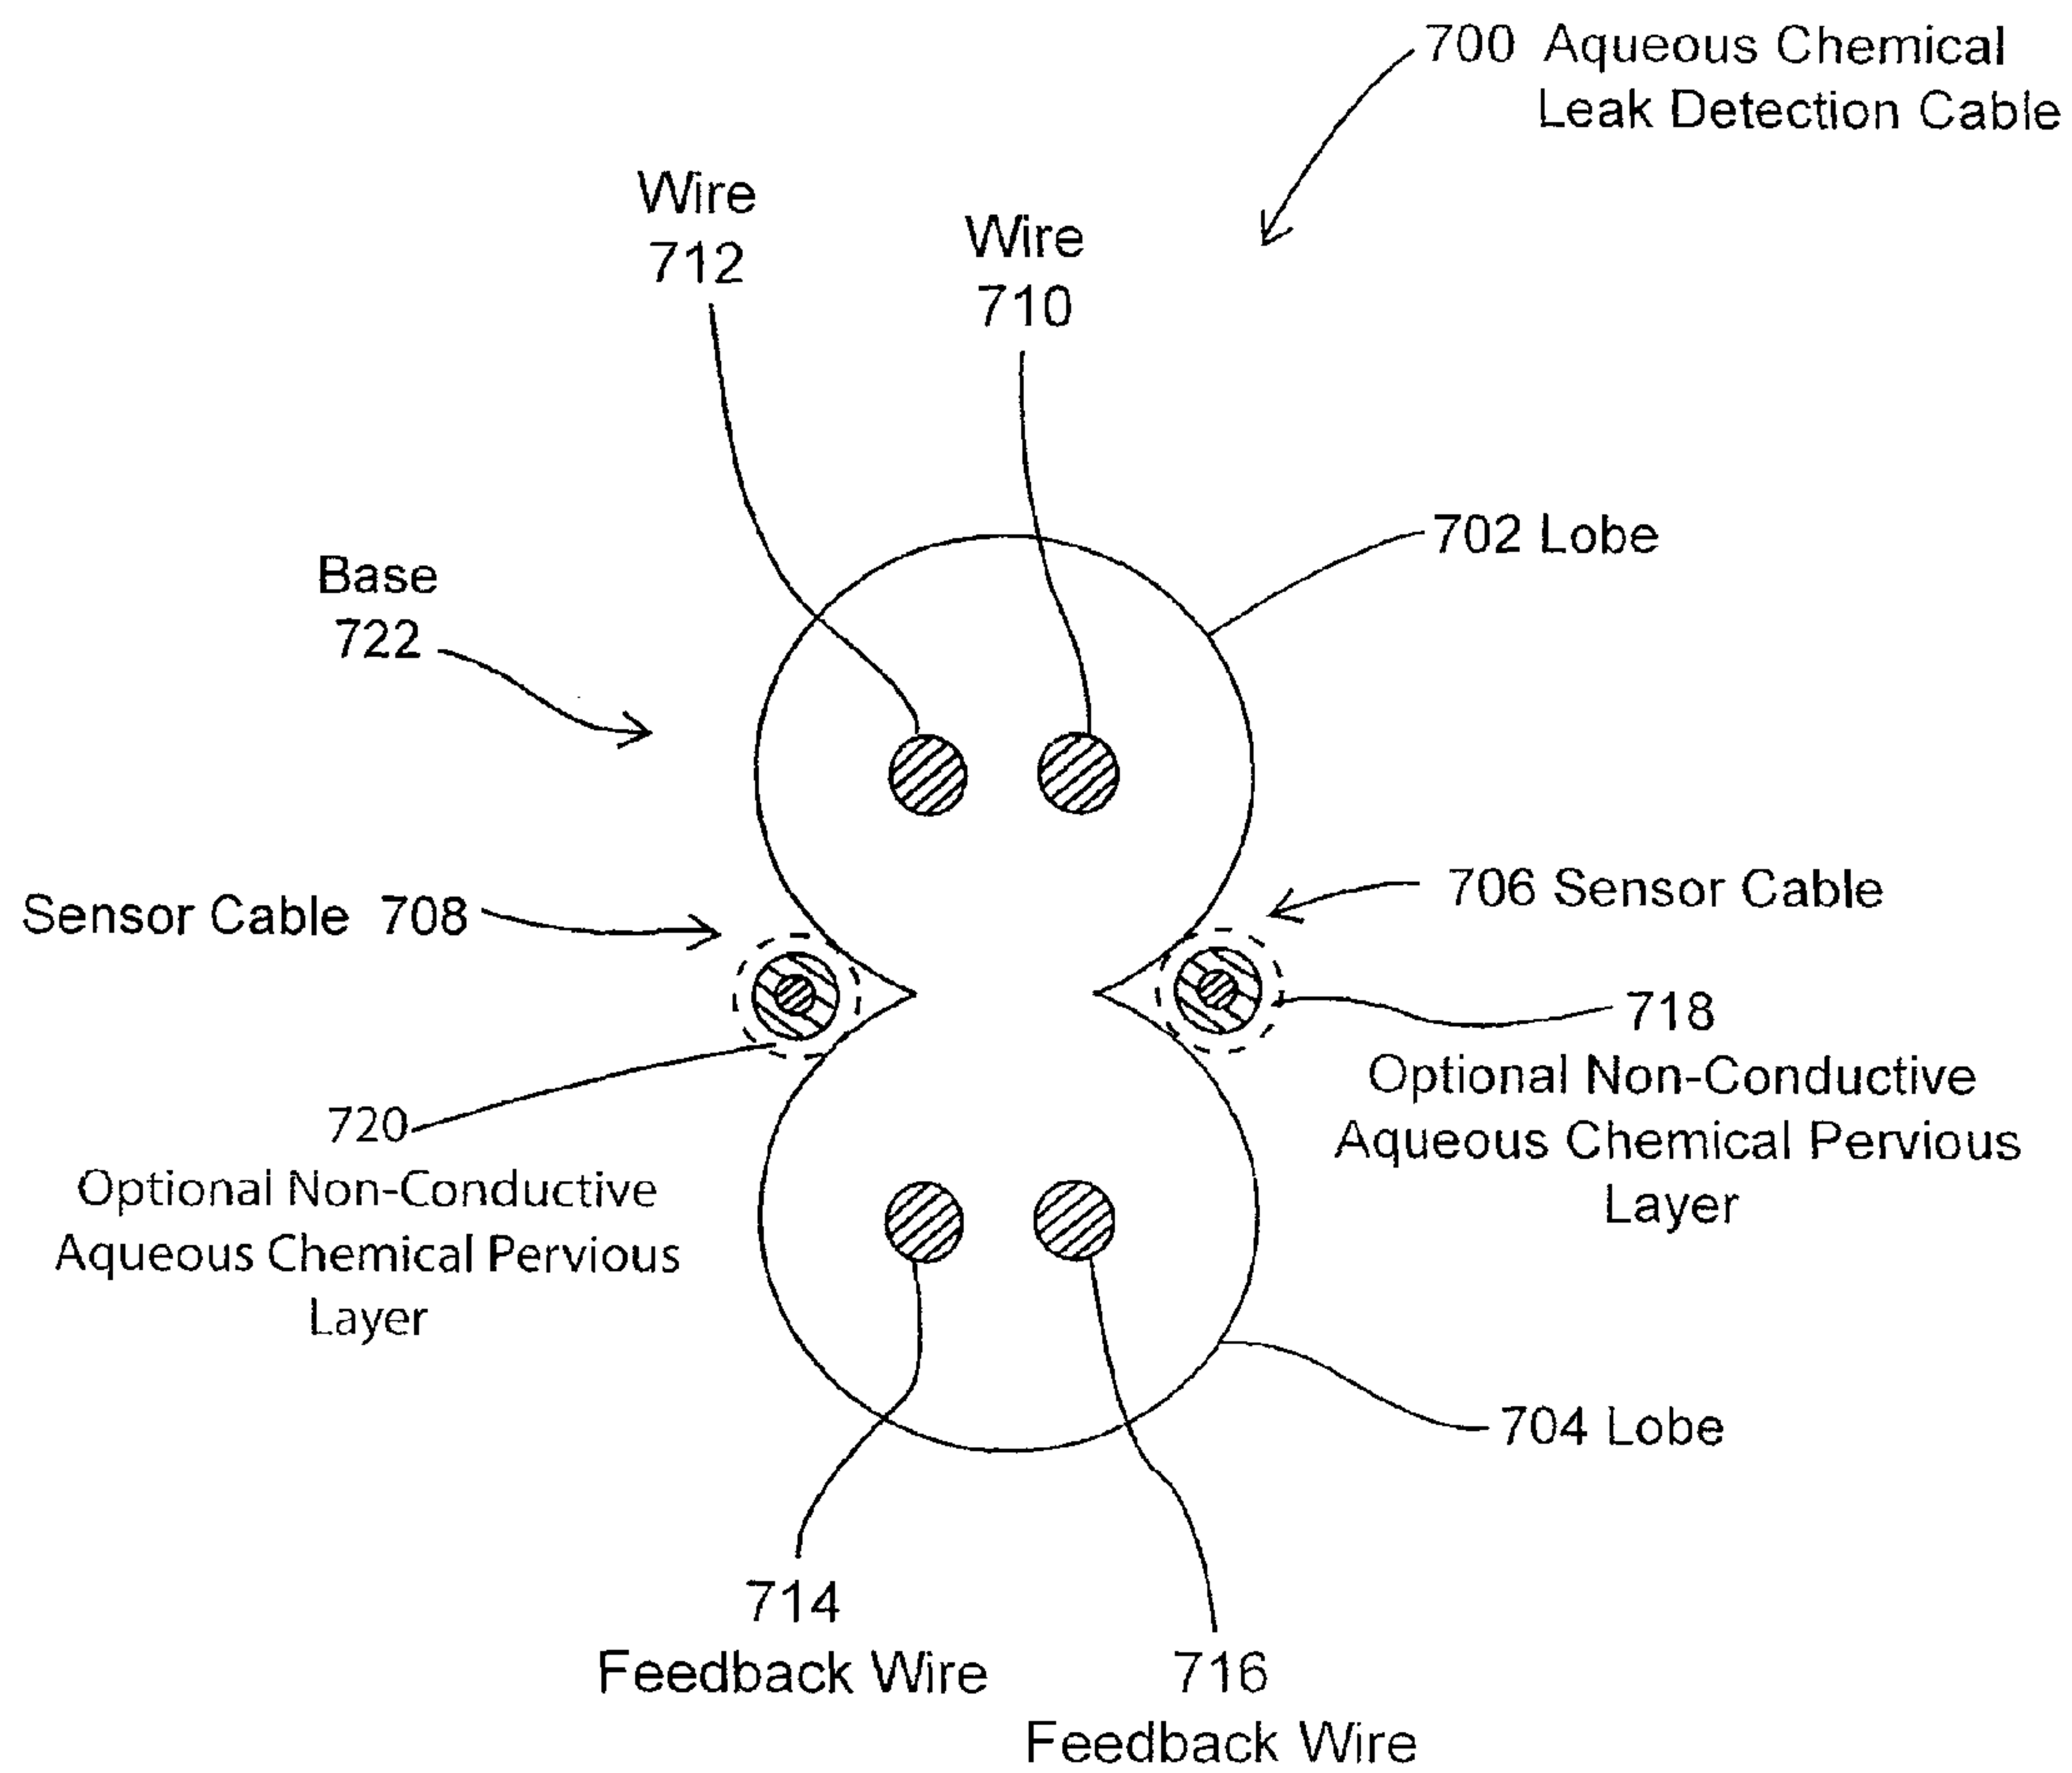 700 Aqueous Chemical
Leak Detection Cable
Wire
712
Wire
710
702 Lobe
Base
722
Sensor Cable 708
706 Sensor Cable
718
Optional Non-Conductive
Aqueous Chemical Pervious
Layer
720
Optional Non-Conductive
Aqueous Chemical Pervious
Layer
704 Lobe
714
Feedback Wire
716
Feedback Wire